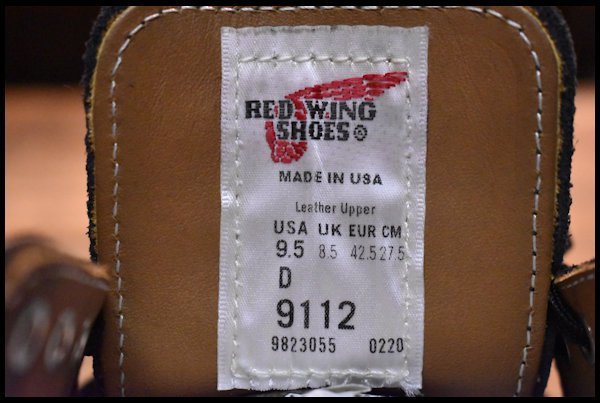 RED WING
SHOES®
MADE IN USA
Leather Upper
USA UK EUR CM
9.5 8.5 42.5 27.5
D
9112
9823055 0220